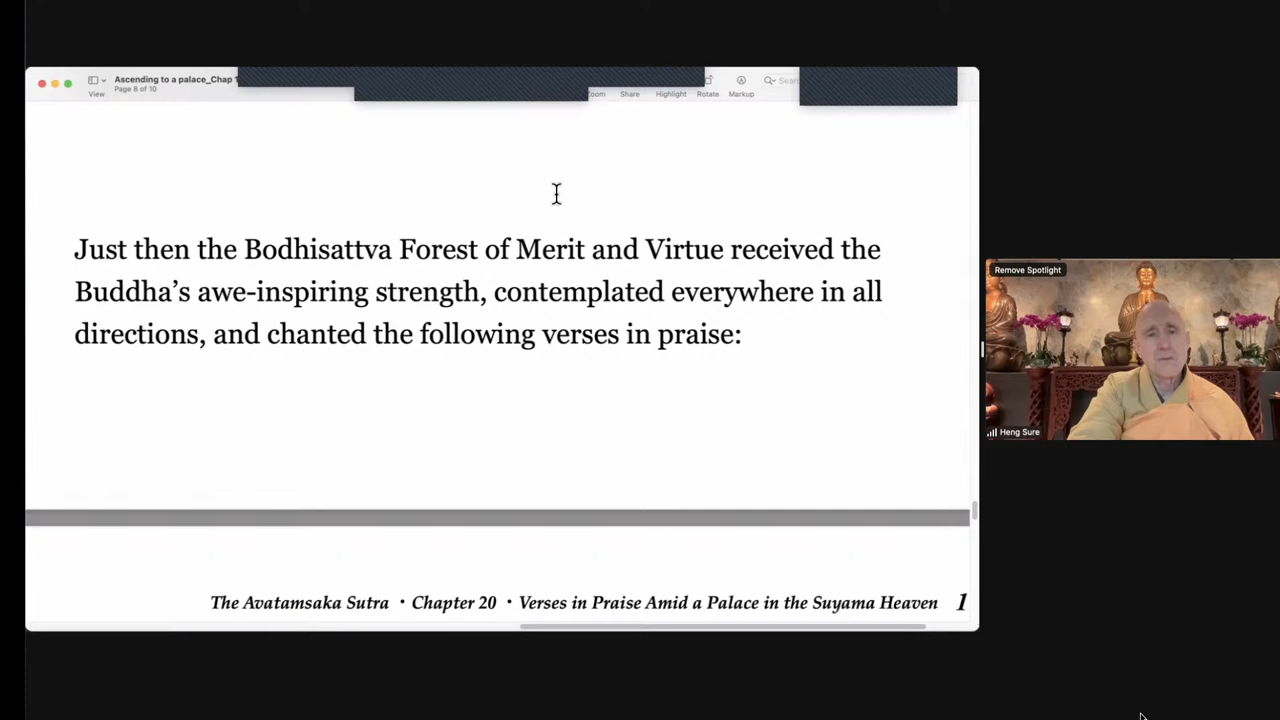 Ascending to a palace_Chap 1
Page 8 of 10
View
Zoom
Share
Highlight
Rotate
Markup
Just then the Bodhisattva Forest of Merit and Virtue received the
Buddha’s awe-inspiring strength, contemplated everywhere in all
directions, and chanted the following verses in praise:
The Avatamsaka Sutra • Chapter 20 • Verses in Praise Amid a Palace in the Suyama Heaven 1
Remove Spotlight
Heng Sure